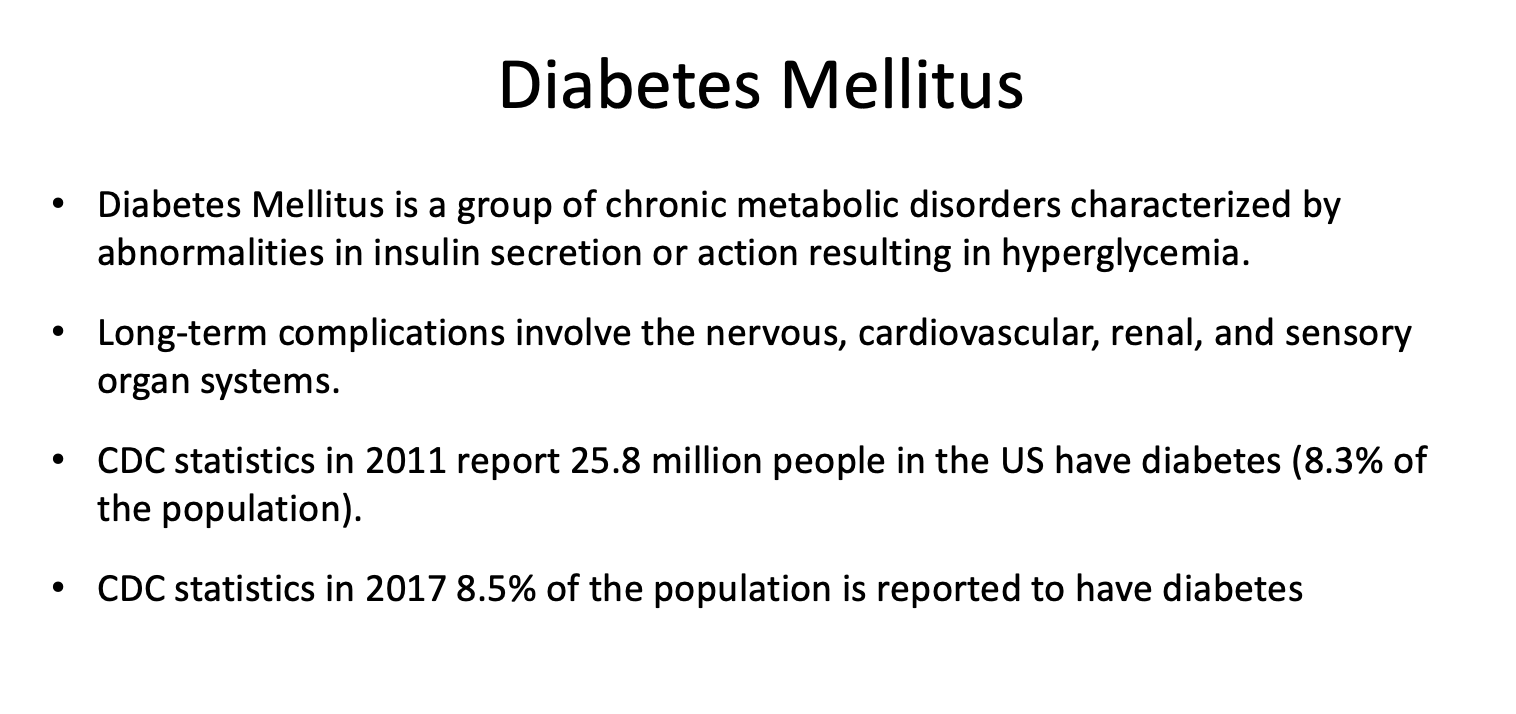 Diabetes Mellitus
• Diabetes Mellitus is a group of chronic metabolic disorders characterized by
abnormalities in insulin secretion or action resulting in hyperglycemia.
• Long-term complications involve the nervous, cardiovascular, renal, and sensory
organ systems.
• CDC statistics in 2011 report 25.8 million people in the US have diabetes (8.3% of
the population).
• CDC statistics in 2017 8.5% of the population is reported to have diabetes